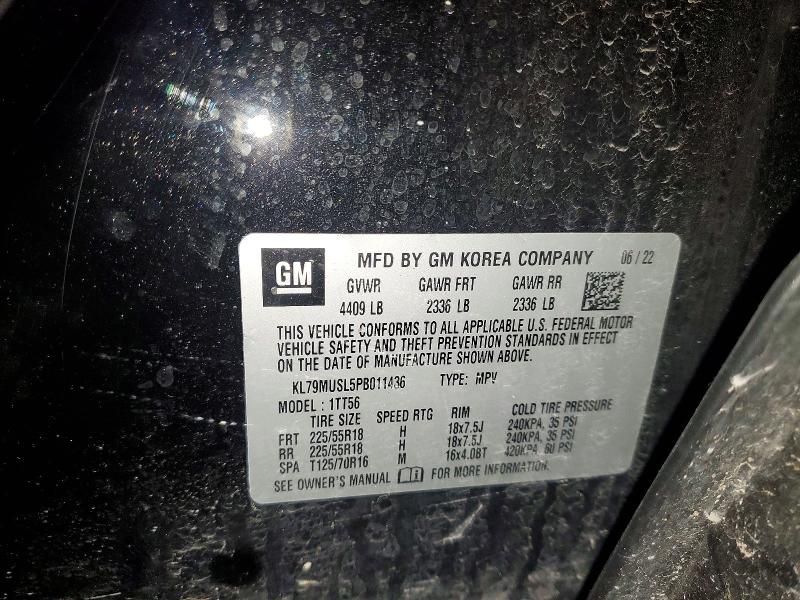 GM
MFD BY GM KOREA COMPANY 06 / 22
GVWR GAWR FRT GAWR RR
4409 LB 2336 LB 2336 LB
THIS VEHICLE CONFORMS TO ALL APPLICABLE U.S. FEDERAL MOTOR
VEHICLE SAFETY AND THEFT PREVENTION STANDARDS IN EFFECT
ON THE DATE OF MANUFACTURE SHOWN ABOVE.
KL79MUSL5PB011436 TYPE: MPV
MODEL : 1TT56
TIRE SIZE SPEED RTG RIM COLD TIRE PRESSURE
FRT 225/55R18 H 18x7.5J 240KPA, 35 PSI
RR 225/55R18 H 18x7.5J 240KPA, 35 PSI
SPA T125/70R16 M 16x4.0BT 420KPA, 60 PSI
SEE OWNER'S MANUAL FOR MORE INFORMATION.